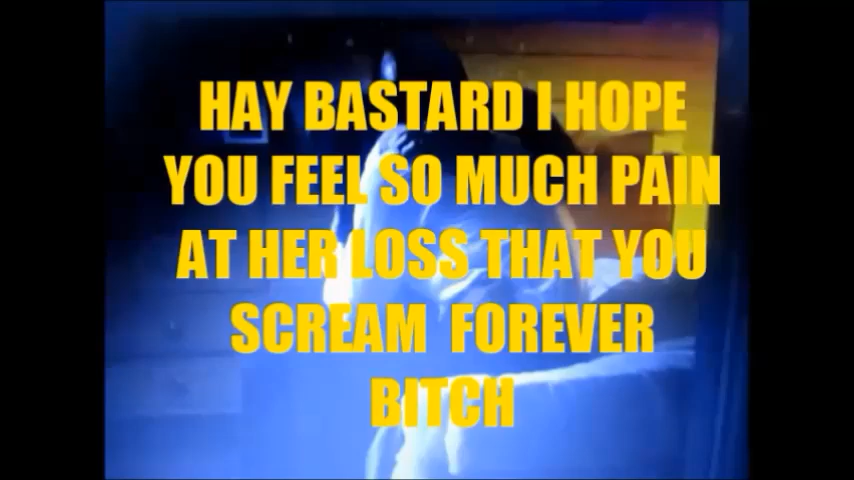 HAY BASTARD I HOPE
YOU FEEL SO MUCH PAIN
AT HER LOSS THAT YOU
SCREAM FOREVER
BITCH